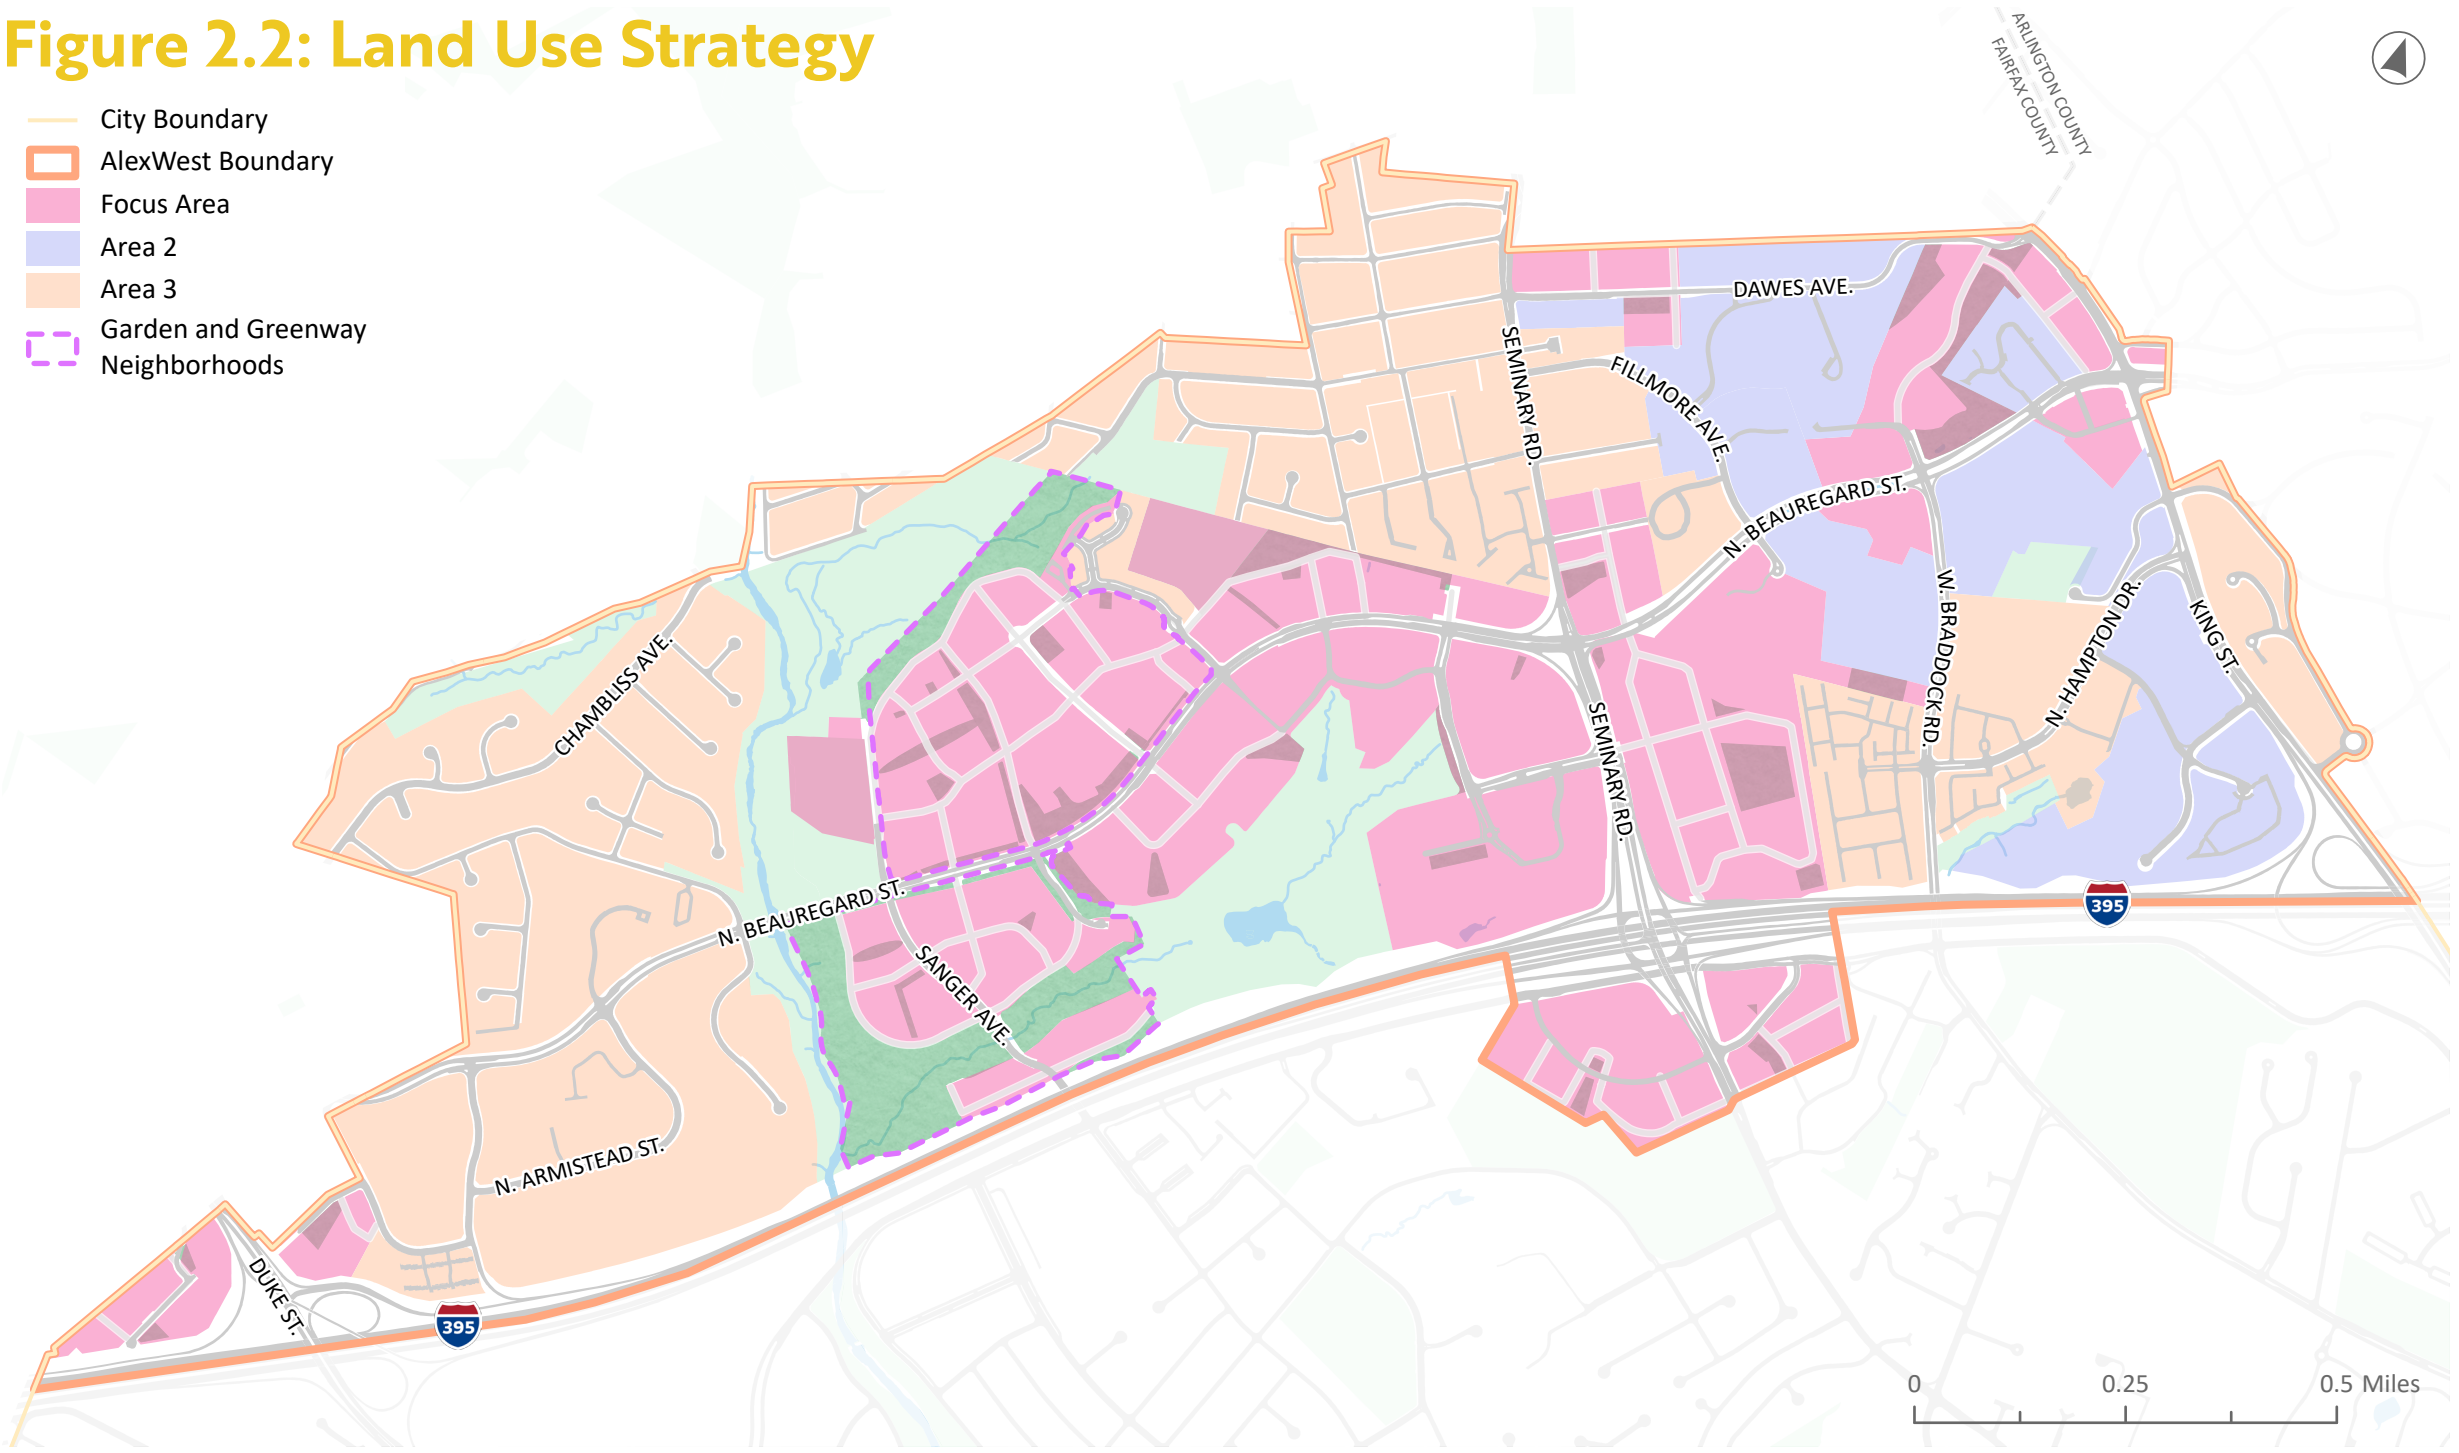 Figure 2.2: Land Use Strategy
City Boundary
AlexWest Boundary
Focus Area
Area 2
Area 3
Garden and Greenway
Neighborhoods
ARLINGTON COUNTY
FAIRFAX COUNTY
DAWES AVE.
SEMINARY RD.
FILLMORE AVE.
N. BEAUREGARD ST.
W. BRADDOCK RD.
N. HAMPTON DR.
KING ST.
CHAMBLISS AVE.
SEMINARY RD.
N. BEAUREGARD ST.
SANGER AVE.
395
N. ARMISTEAD ST.
DUKE ST.
395
0 0.25 0.5 Miles